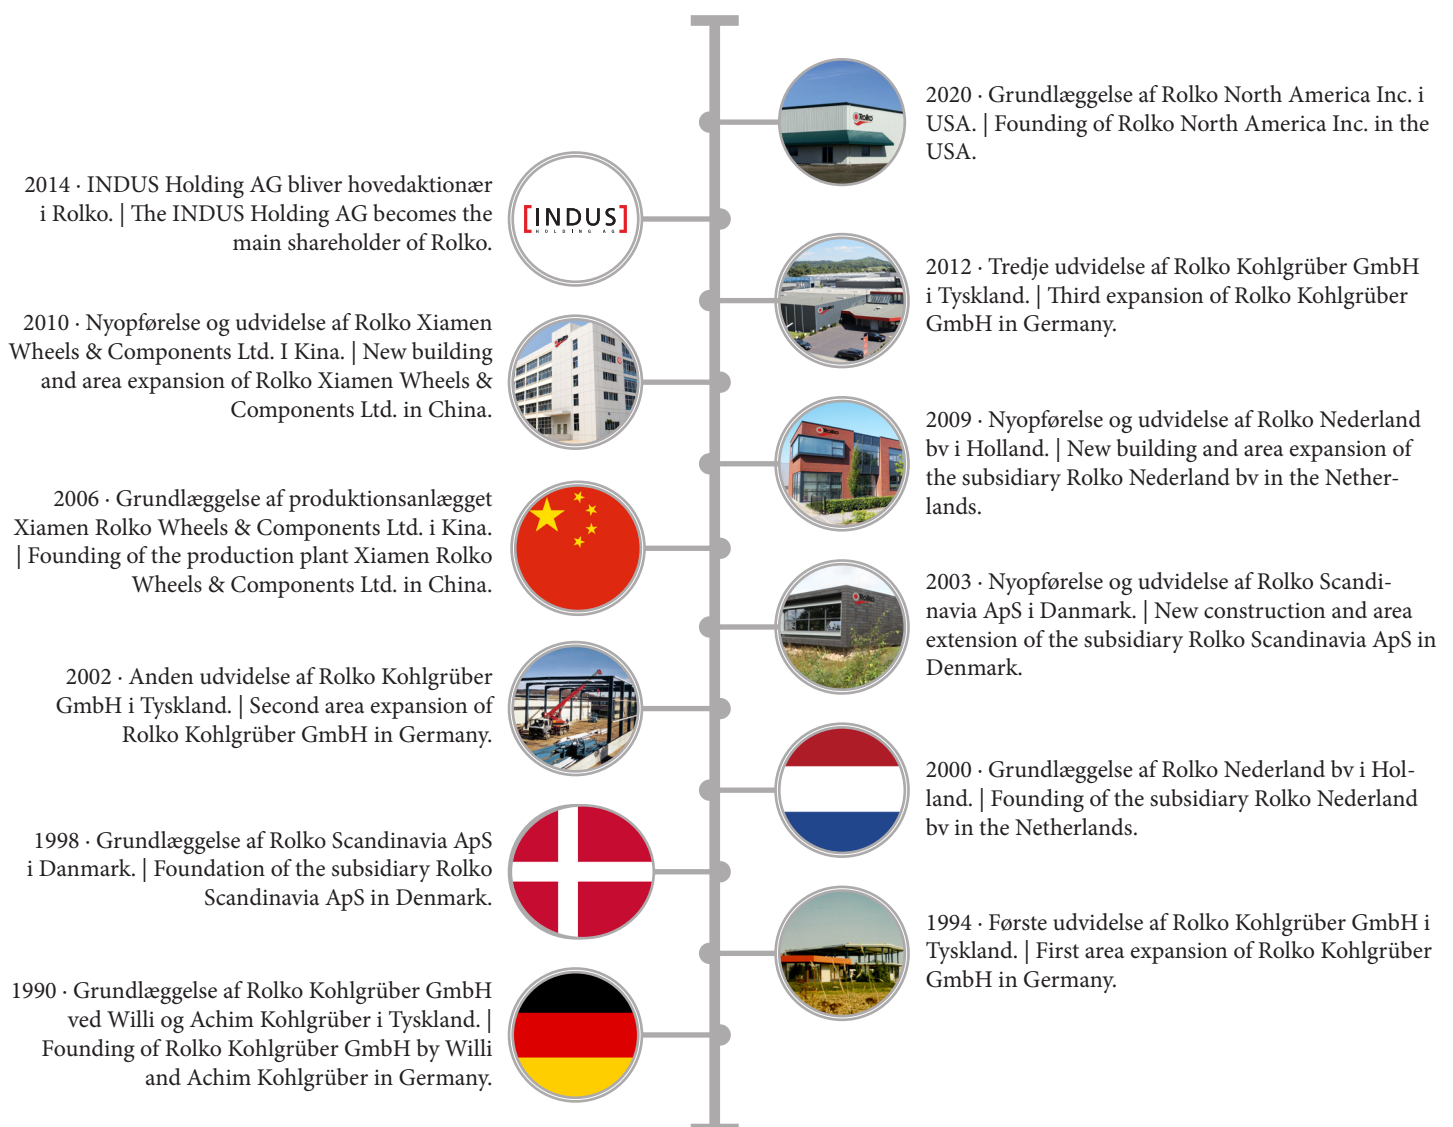 2020 · Grundlæggelse af Rolko North America Inc. i
USA. | Founding of Rolko North America Inc. in the
USA.
Rolko
2014 · INDUS Holding AG bliver hovedaktionær
i Rolko. | The INDUS Holding AG becomes the
main shareholder of Rolko.
[INDUS]
HOLDING AG
2012 · Tredje udvidelse af Rolko Kohlgrüber GmbH
i Tyskland. | Third expansion of Rolko Kohlgrüber
GmbH in Germany.
2010 · Nyopførelse og udvidelse af Rolko Xiamen
Wheels & Components Ltd. I Kina. | New building
and area expansion of Rolko Xiamen Wheels &
Components Ltd. in China.
2009 · Nyopførelse og udvidelse af Rolko Nederland
bv i Holland. | New building and area expansion of
the subsidiary Rolko Nederland bv in the Nether-
lands.
Rolko
2006 · Grundlæggelse af produktionsanlægget
Xiamen Rolko Wheels & Components Ltd. i Kina.
| Founding of the production plant Xiamen Rolko
Wheels & Components Ltd. in China.
2003 · Nyopførelse og udvidelse af Rolko Scandi-
navia ApS i Danmark. | New construction and area
extension of the subsidiary Rolko Scandinavia ApS in
Denmark.
Rolko
2002 · Anden udvidelse af Rolko Kohlgrüber
GmbH i Tyskland. | Second area expansion of
Rolko Kohlgrüber GmbH in Germany.
2000 · Grundlæggelse af Rolko Nederland bv i Hol-
land. | Founding of the subsidiary Rolko Nederland
bv in the Netherlands.
1998 · Grundlæggelse af Rolko Scandinavia ApS
i Danmark. | Foundation of the subsidiary Rolko
Scandinavia ApS in Denmark.
1994 · Første udvidelse af Rolko Kohlgrüber GmbH i
Tyskland. | First area expansion of Rolko Kohlgrüber
GmbH in Germany.
1990 · Grundlæggelse af Rolko Kohlgrüber GmbH
ved Willi og Achim Kohlgrüber i Tyskland. |
Founding of Rolko Kohlgrüber GmbH by Willi
and Achim Kohlgrüber in Germany.